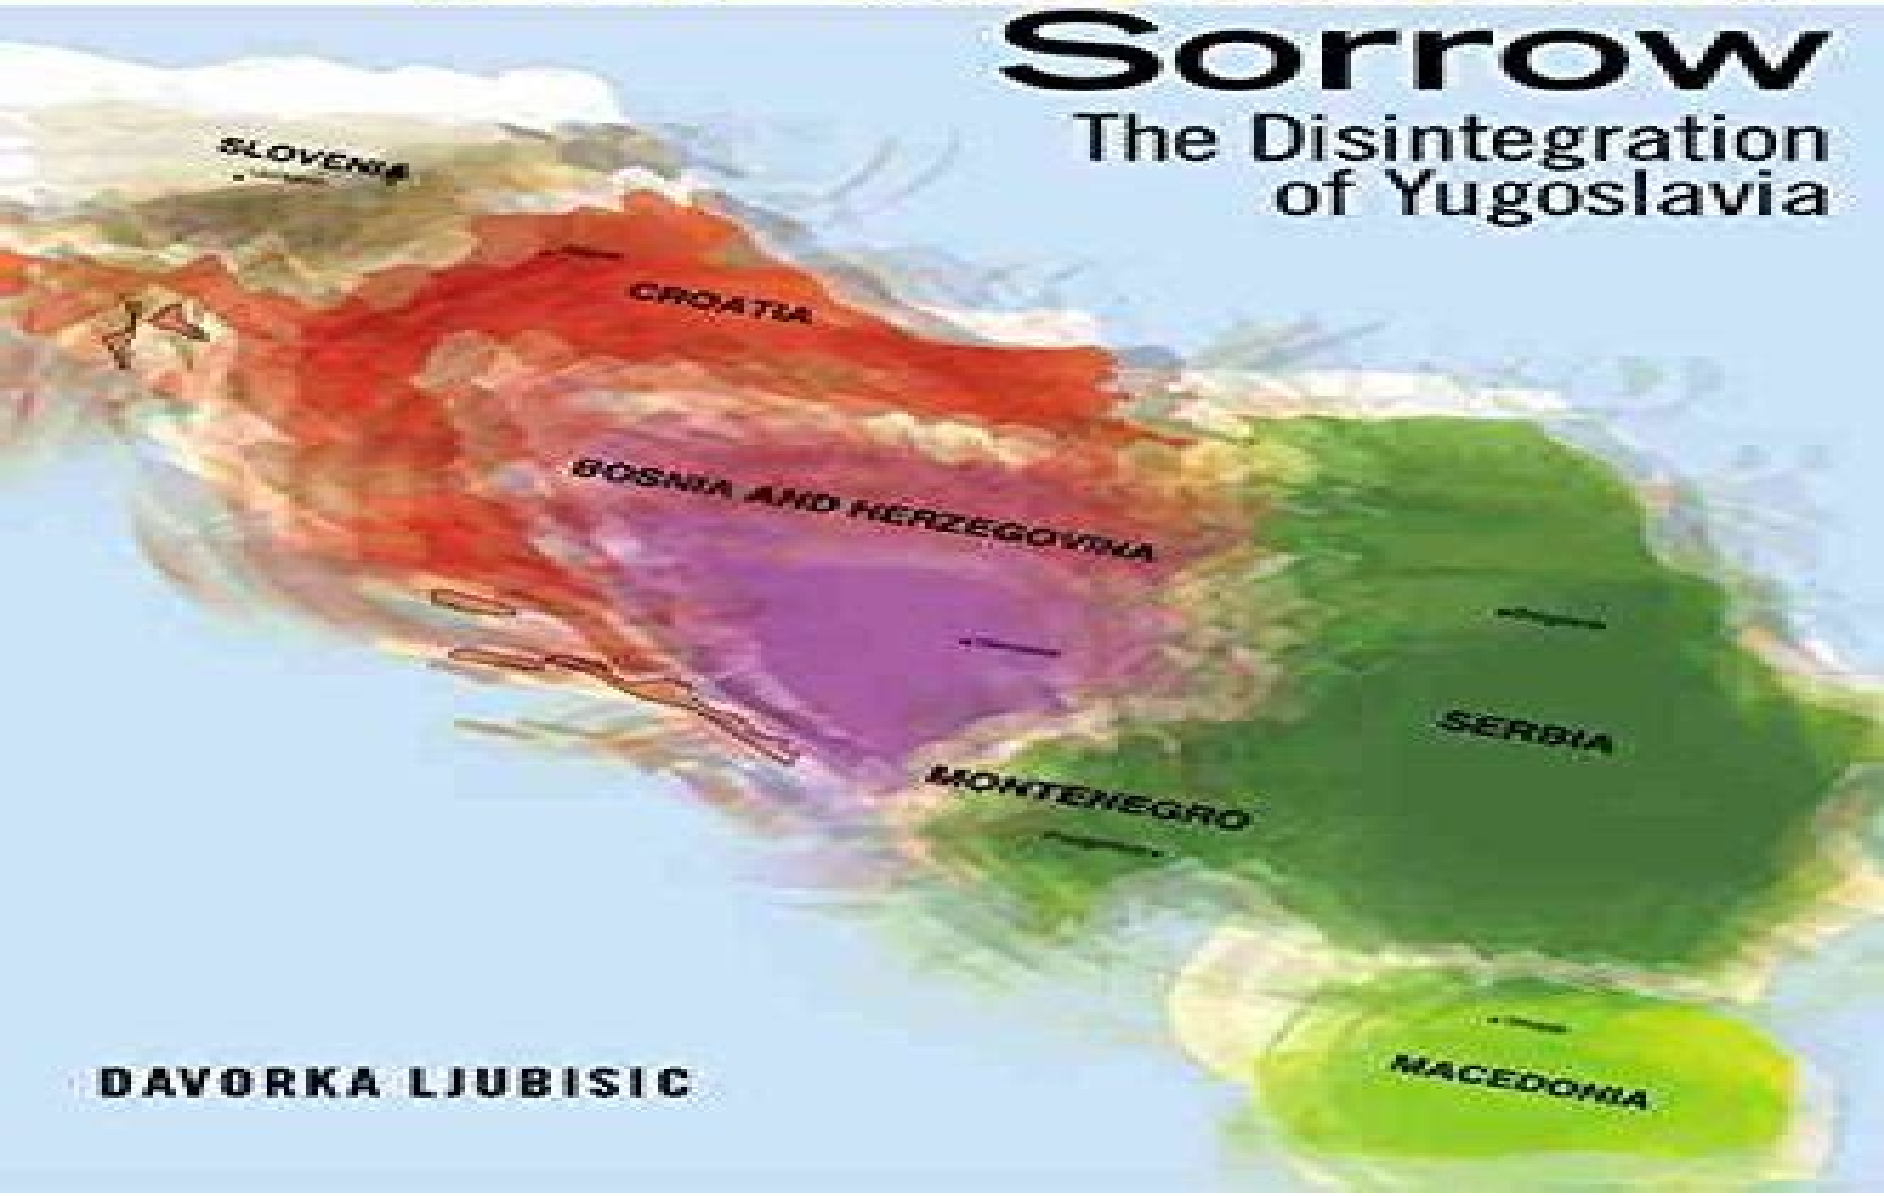 Sorrow
The Disintegration
of Yugoslavia
SLOVENIA
CROATIA
BOSNIA AND HERZEGOVINA
SERBIA
MONTENEGRO
MACEDONIA
DAVORKA LJUBISIC